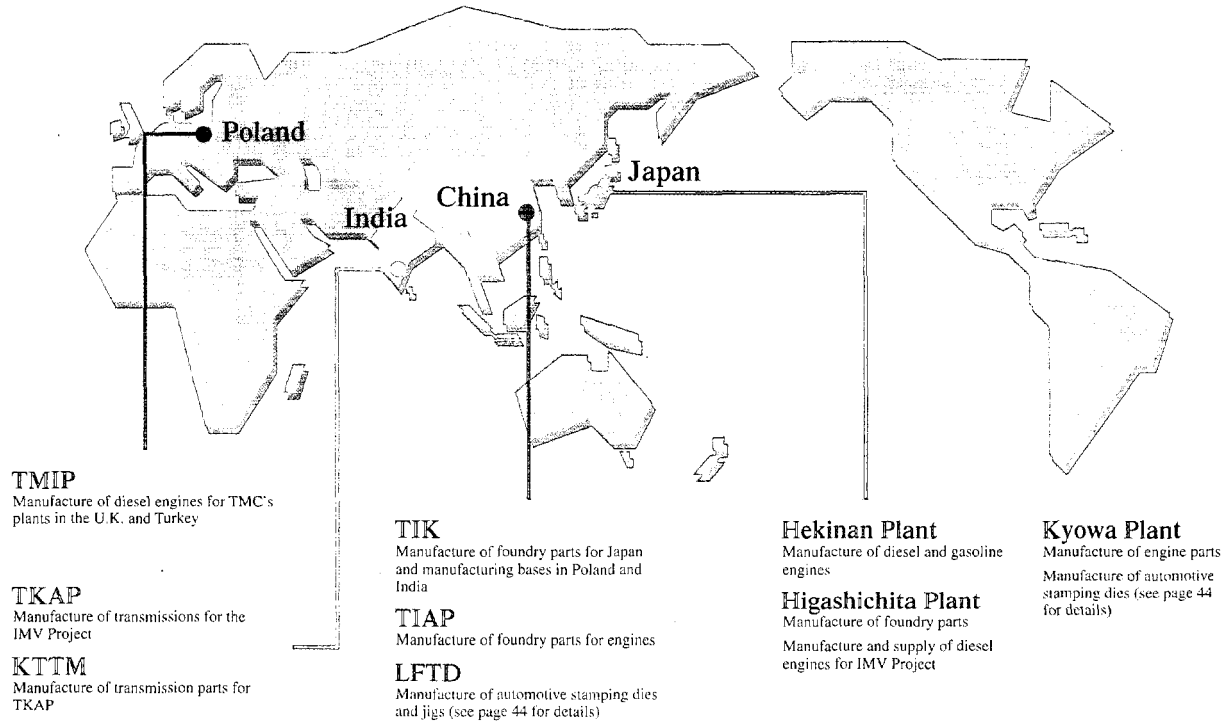 Poland
Japan
China
India
TMIP
Manufacture of diesel engines for TMC's
plants in the U.K. and Turkey
TKAP
Manufacture of transmissions for the
IMV Project
KTTM
Manufacture of transmission parts for
TKAP
TIK
Manufacture of foundry parts for Japan
and manufacturing bases in Poland and
India
TIAP
Manufacture of foundry parts for engines
LFTD
Manufacture of automotive stamping dies
and jigs (see page 44 for details)
Hekinan Plant
Manufacture of diesel and gasoline
engines
Higashichita Plant
Manufacture of foundry parts
Manufacture and supply of diesel
engines for IMV Project
Kyowa Plant
Manufacture of engine parts
Manufacture of automotive
stamping dies (see page 44
for details)